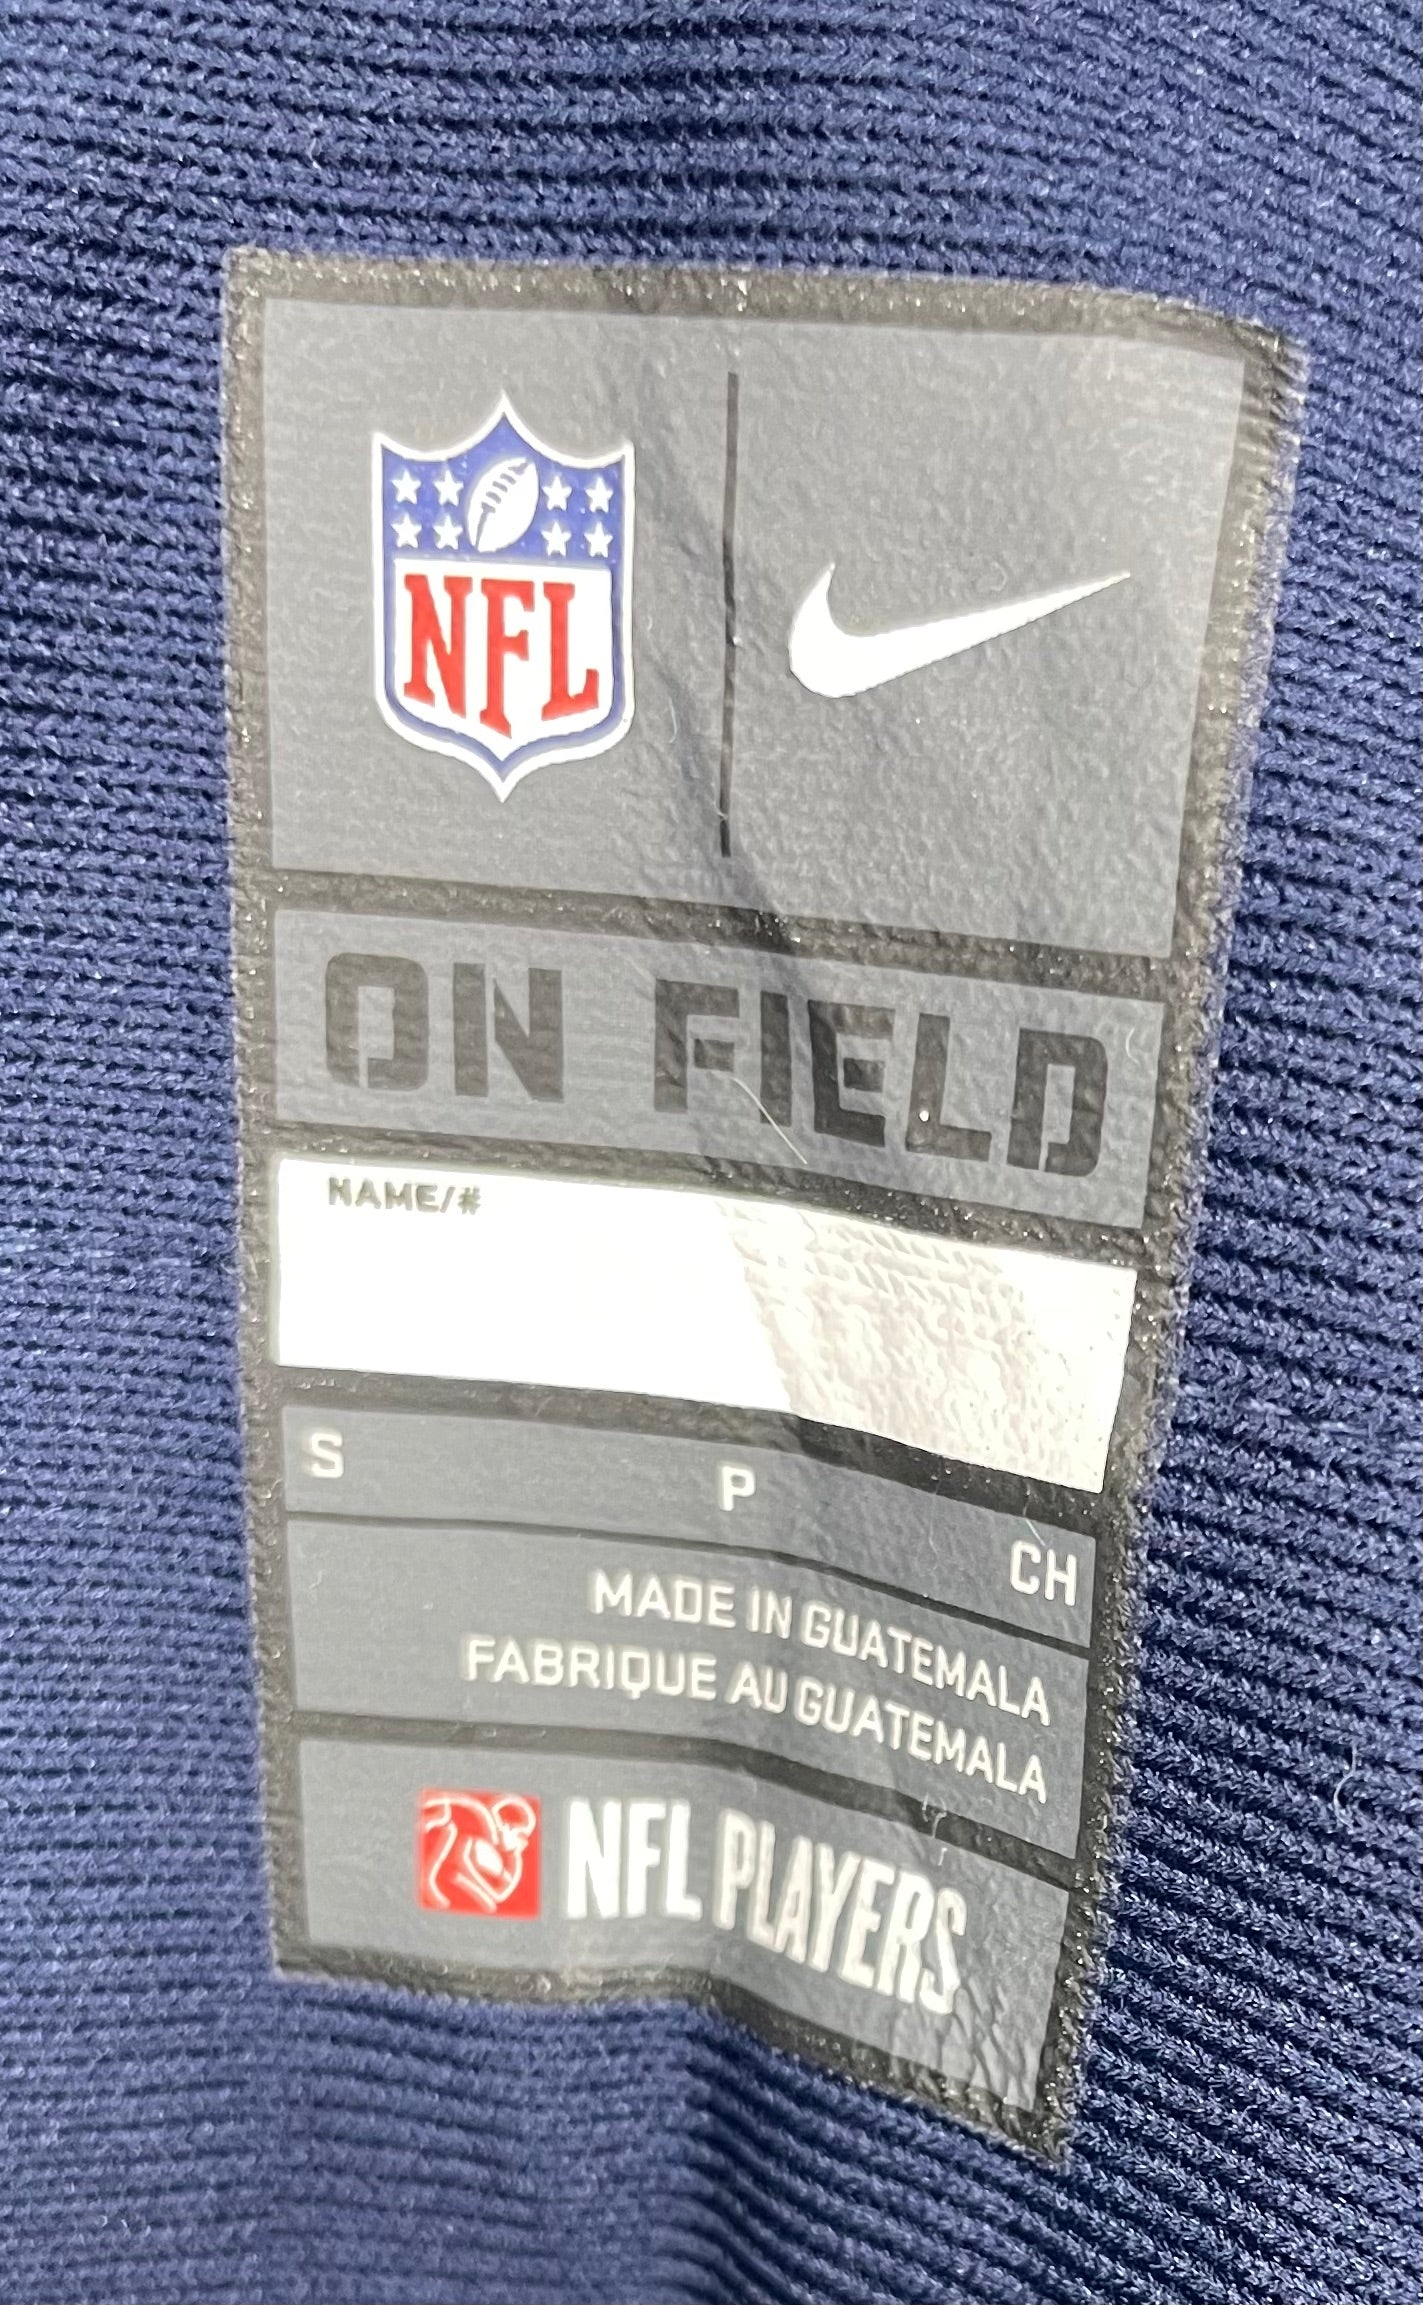 NFL
ON FIELD
NAME/#
S P CH
MADE IN GUATEMALA
FABRIQUE AU GUATEMALA
NFL PLAYERS